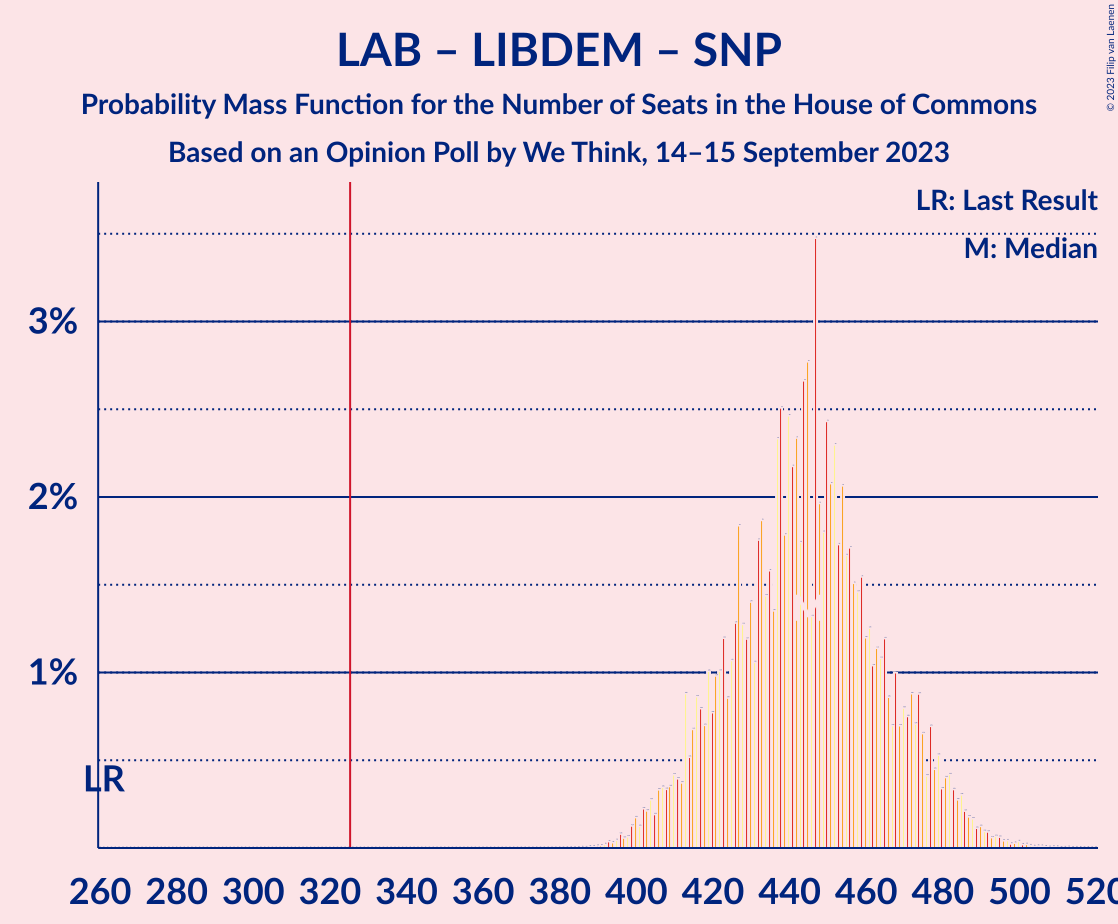 LAB – LIBDEM – SNP
Probability Mass Function for the Number of Seats in the House of Commons
Based on an Opinion Poll by We Think, 14–15 September 2023
© 2023 Filip van Laenen
LR: Last Result
M: Median
3%
2%
1%
LR
260 280 300 320 340 360 380 400 420 440 460 480 500 520